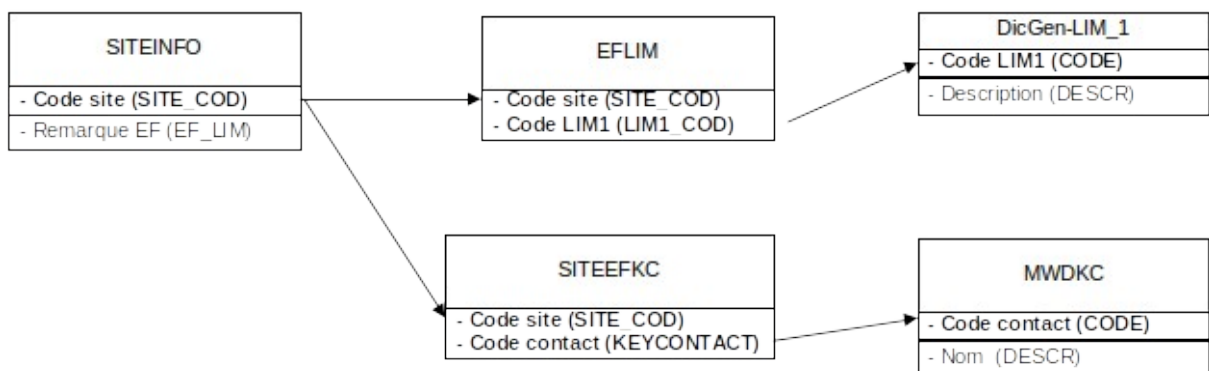 SITEINFO
- Code site (SITE_COD)
- Remarque EF (EF_LIM)
EFLIM
- Code site (SITE_COD)
- Code LIM1 (LIM1_COD)
DicGen-LIM_1
- Code LIM1 (CODE)
- Description (DESCR)
SITEEFKC
- Code site (SITE_COD)
- Code contact (KEYCONTACT)
MWDKC
- Code contact (CODE)
- Nom (DESCR)